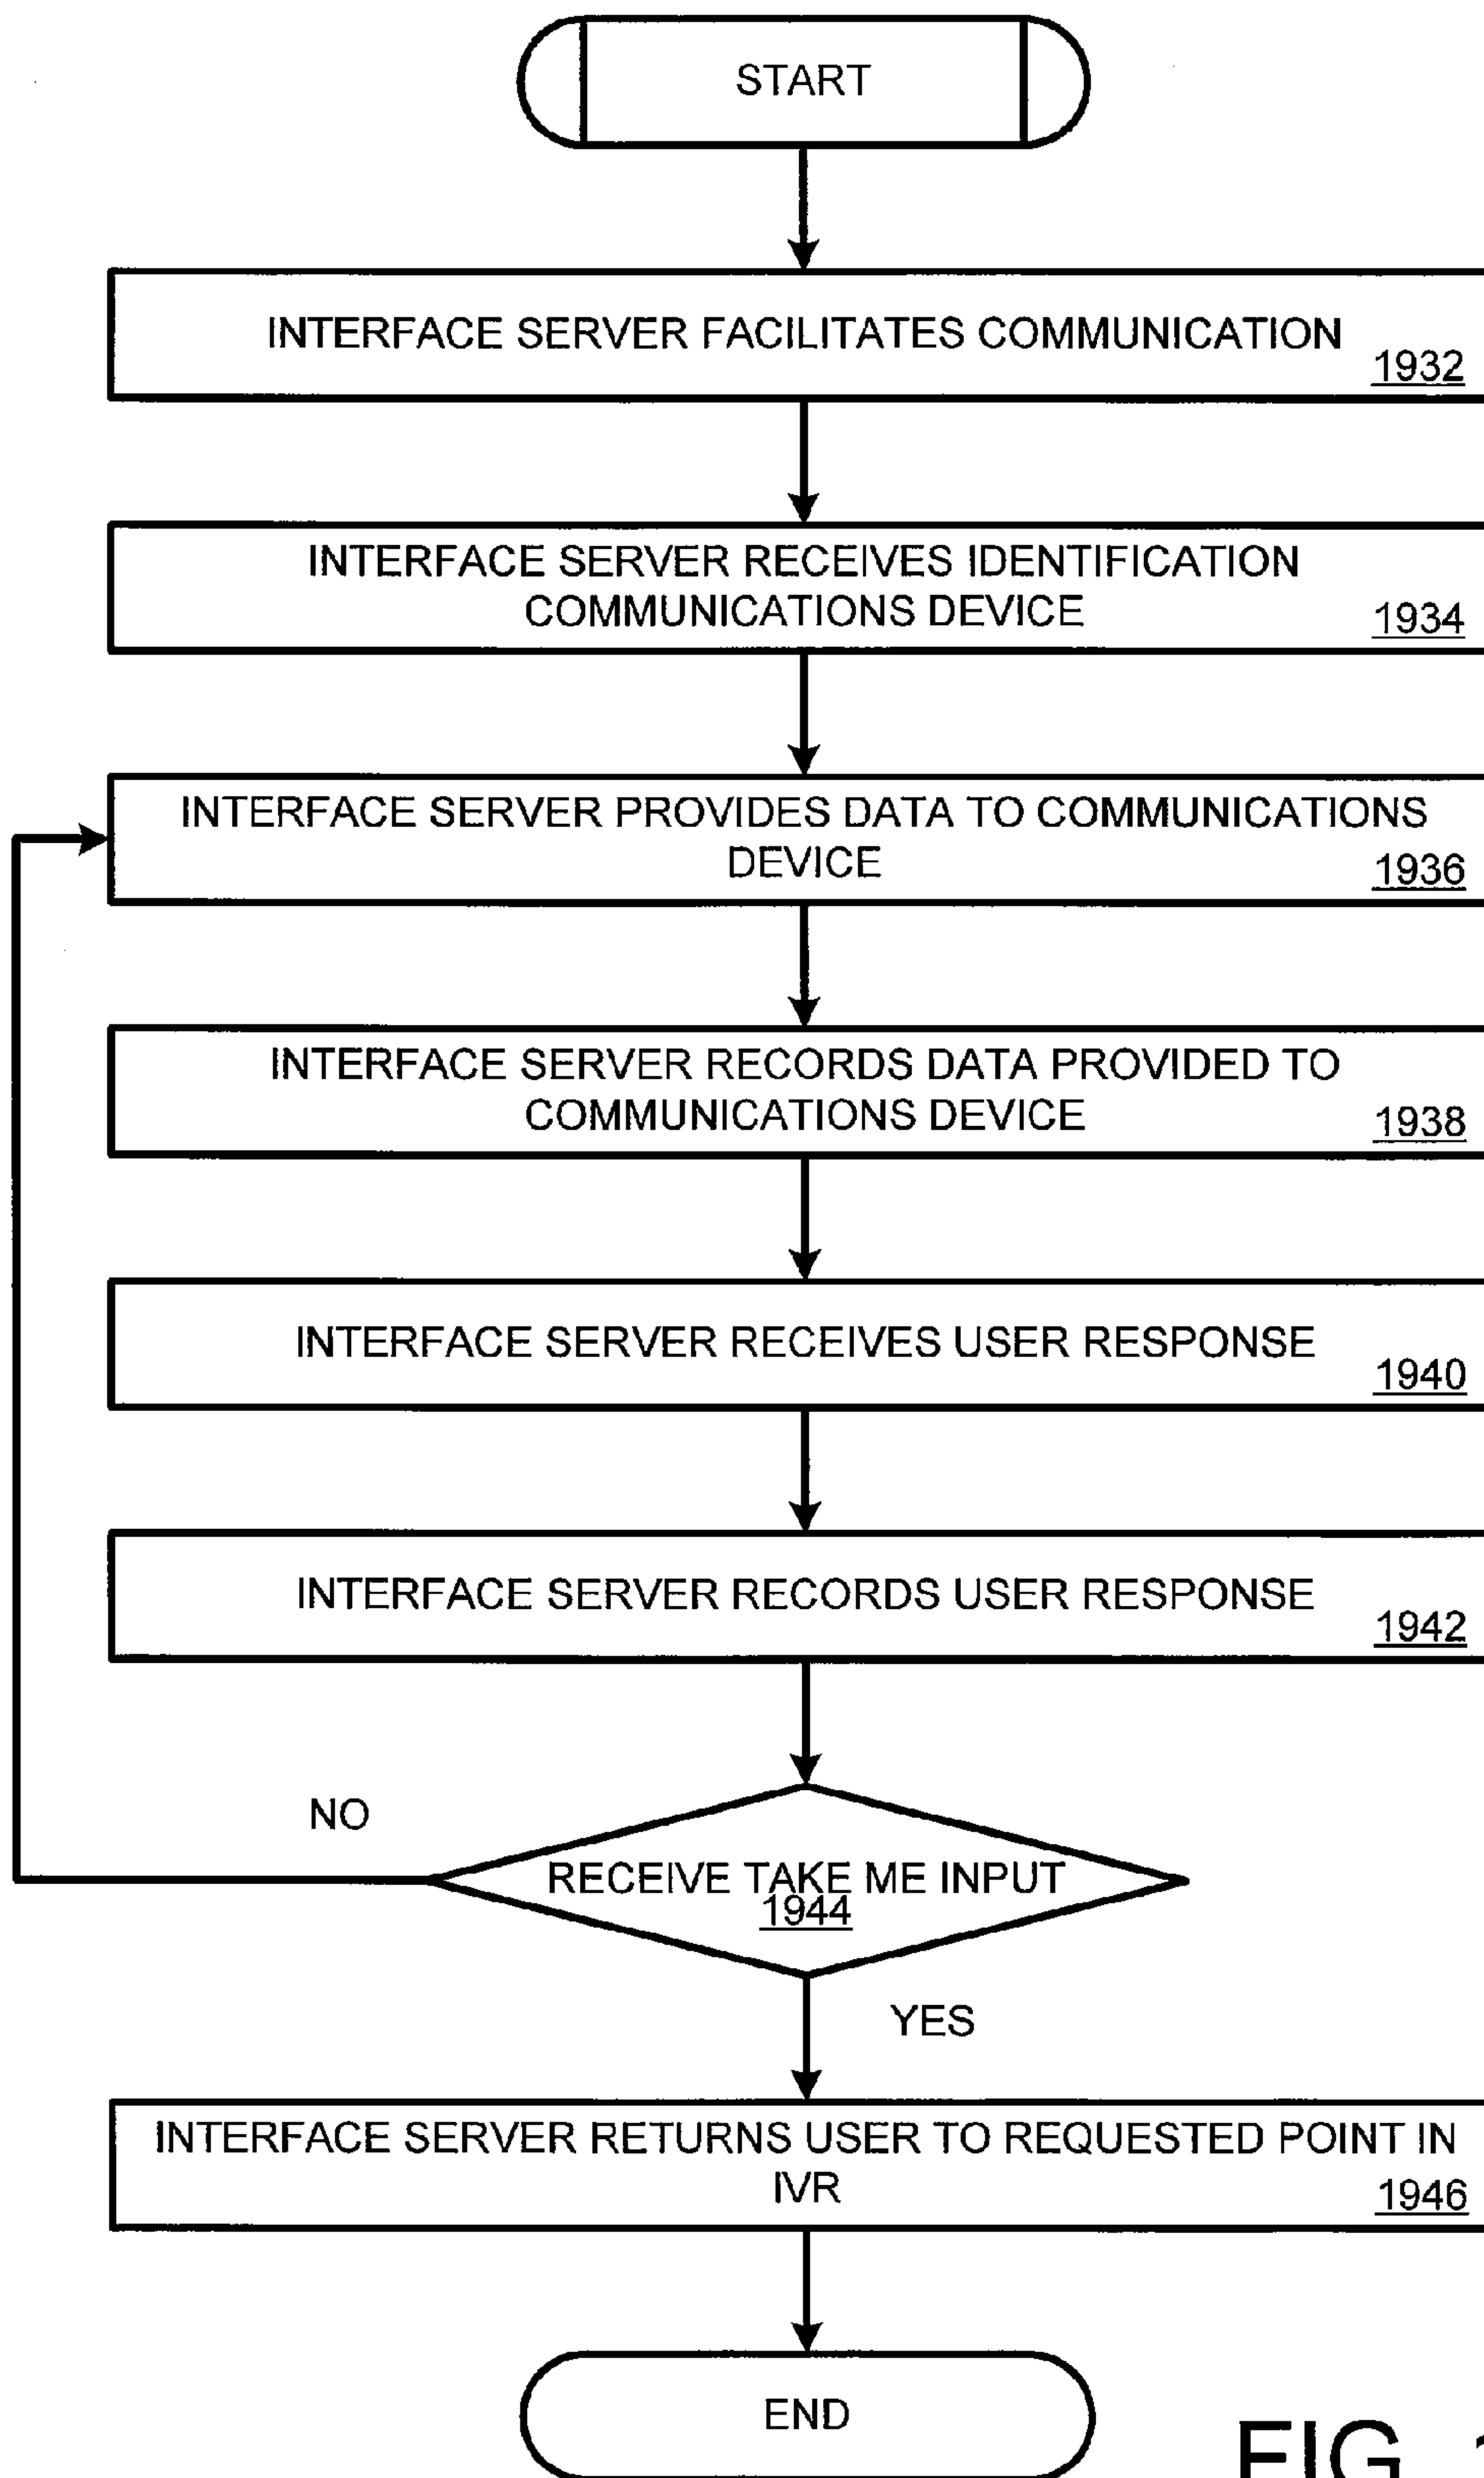 START
INTERFACE SERVER FACILITATES COMMUNICATION
1932
INTERFACE SERVER RECEIVES IDENTIFICATION
COMMUNICATIONS DEVICE
1934
INTERFACE SERVER PROVIDES DATA TO COMMUNICATIONS
DEVICE
1936
INTERFACE SERVER RECORDS DATA PROVIDED TO
COMMUNICATIONS DEVICE
1938
INTERFACE SERVER RECEIVES USER RESPONSE
1940
INTERFACE SERVER RECORDS USER RESPONSE
1942
NO
RECEIVE TAKE ME INPUT
1944
YES
INTERFACE SERVER RETURNS USER TO REQUESTED POINT IN
IVR
1946
END
FIG.